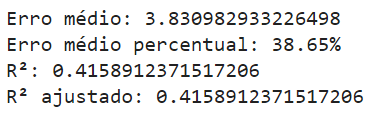 Erro médio: 3.830982933226498
Erro médio percentual: 38.65%
R²: 0.4158912371517206
R² ajustado: 0.4158912371517206